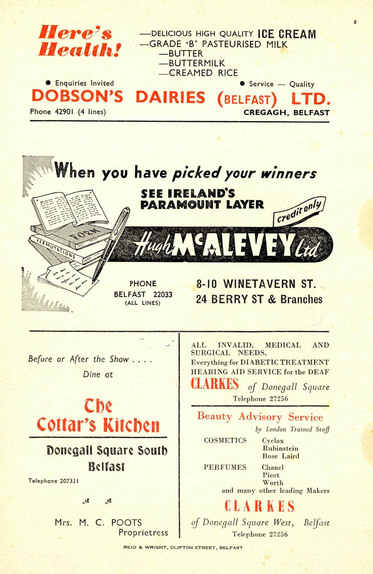 Here's
Health!
—DELICIOUS HIGH QUALITY ICE CREAM
—GRADE 'B' PASTEURISED MILK
—BUTTER
—BUTTERMILK
—CREAMED RICE
• Enquiries Invited
• Service — Quality
DOBSON'S DAIRIES (BELFAST) LTD.
Phone 42901 (4 lines)
CREGAGH, BELFAST
When you have picked your winners
SEE IRELAND'S
PARAMOUNT LAYER
credit only
Hugh McALEVEY Ltd
PERMUTATIONS
PHONE
BELFAST 22033
(ALL LINES)
8-10 WINETAVERN ST.
24 BERRY ST & Branches
Before or After the Show . . . .
Dine at
The
Cottar's Kitchen
Donegall Square South
Belfast
Telephone 207321
Mrs. M. C. POOTS
Proprietress
ALL INVALID, MEDICAL AND
SURGICAL NEEDS.
Everything for DIABETIC TREATMENT
HEARING AID SERVICE for the DEAF
CLARKES of Donegall Square
Telephone 27256
Beauty Advisory Service
by London Trained Staff
COSMETICS Cyclax
Rubinstein
Rose Laird
PERFUMES Chanel
Picot
Worth
and many other leading Makers
CLARKES
of Donegall Square West, Belfast
Telephone 27256
REID & WRIGHT, CLIFTON STREET, BELFAST